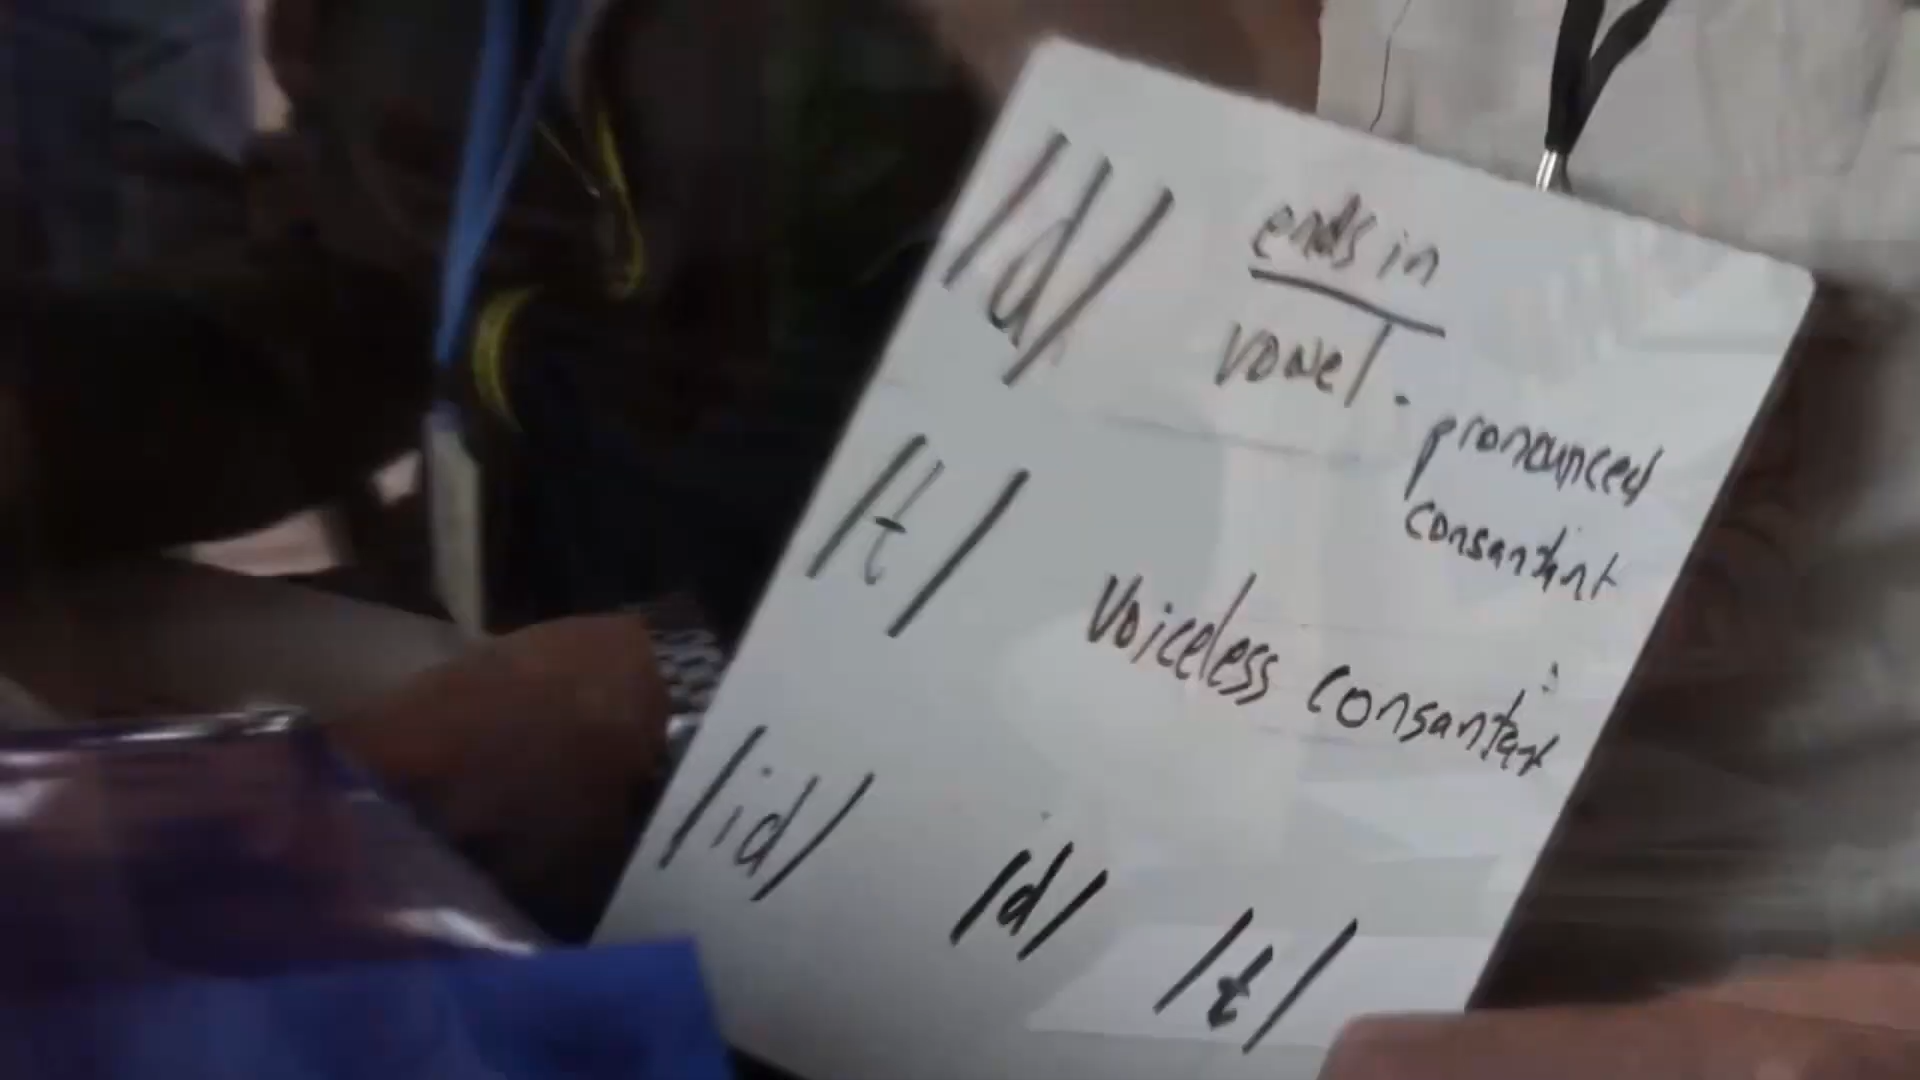 /d/ ends in
vowel . pronounced
consantant
/t/ voiceless consantant
/id/ /d/ /t/